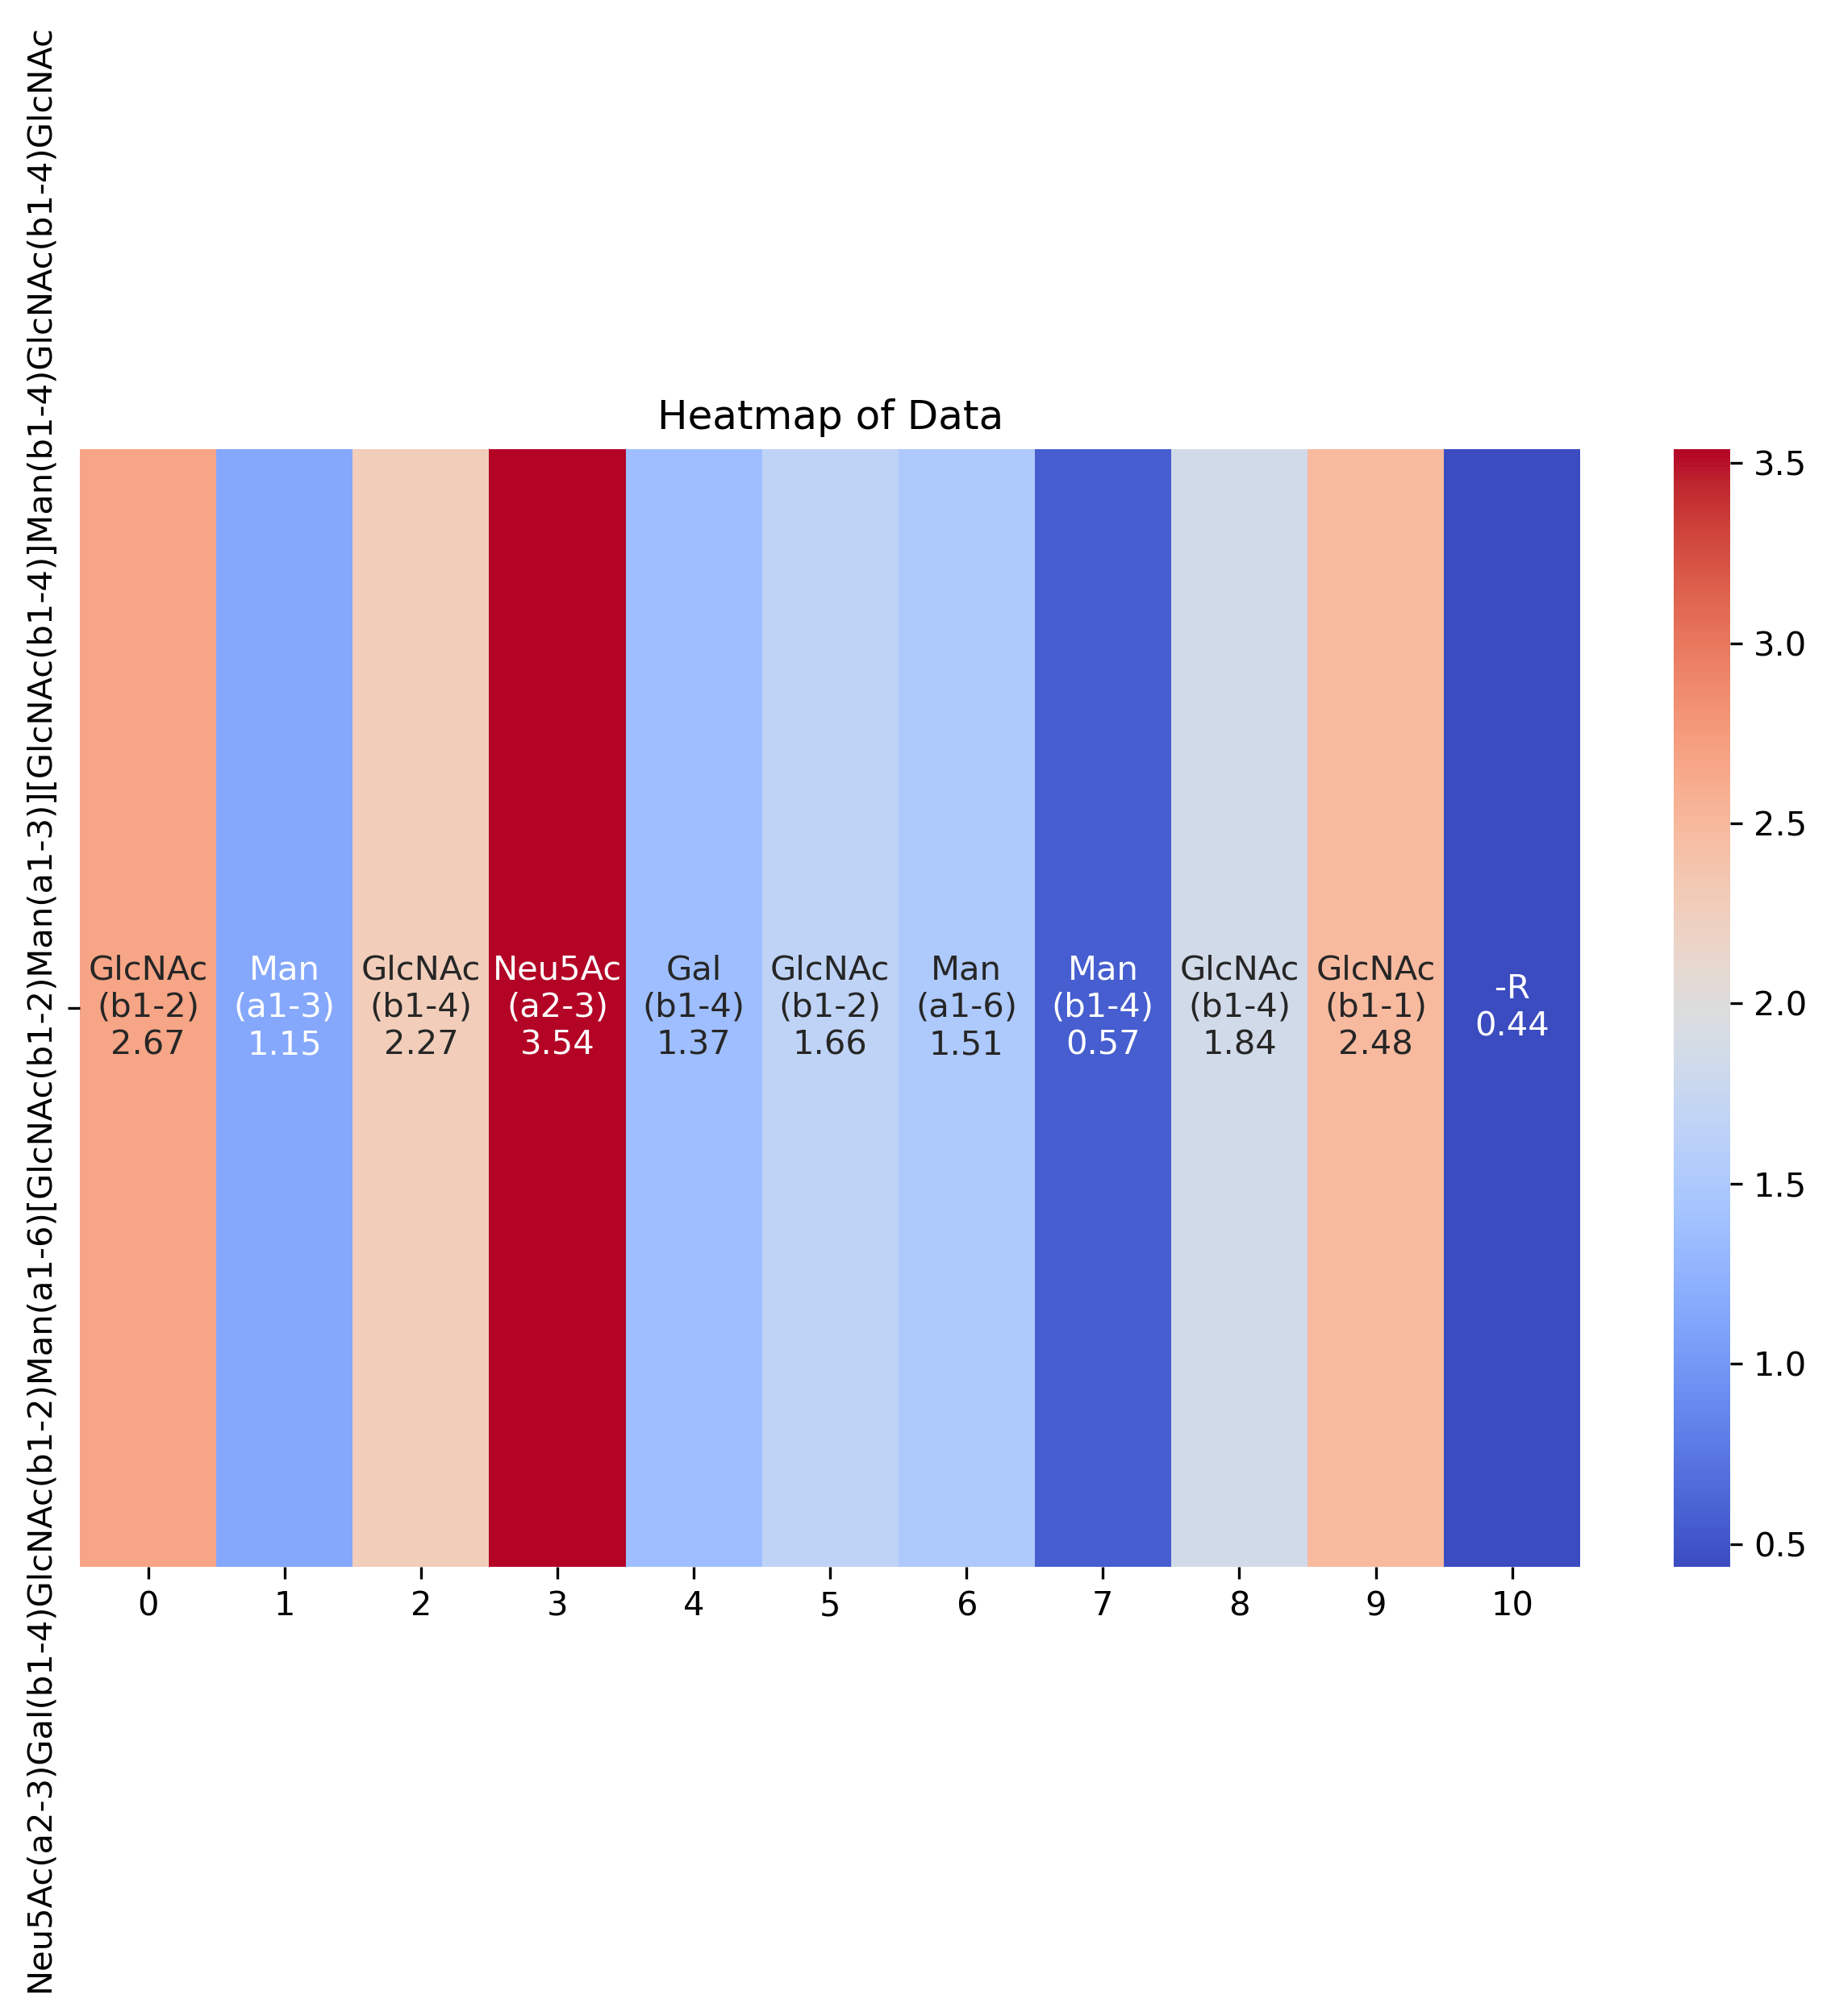 Neu5Ac(a2-3)Gal(b1-4)GlcNAc(b1-2)Man(a1-6)[GlcNAc(b1-2)Man(a1-3)][GlcNAc(b1-4)]Man(b1-4)GlcNAc(b1-4)GlcNAc
Heatmap of Data
GlcNAc
(b1-2)
2.67
Man
(a1-3)
1.15
GlcNAc
(b1-4)
2.27
Neu5Ac
(a2-3)
3.54
Gal
(b1-4)
1.37
GlcNAc
(b1-2)
1.66
Man
(a1-6)
1.51
Man
(b1-4)
0.57
GlcNAc
(b1-4)
1.84
GlcNAc
(b1-1)
2.48
-R
0.44
0 1 2 3 4 5 6 7 8 9 10
3.5
3.0
2.5
2.0
1.5
1.0
0.5